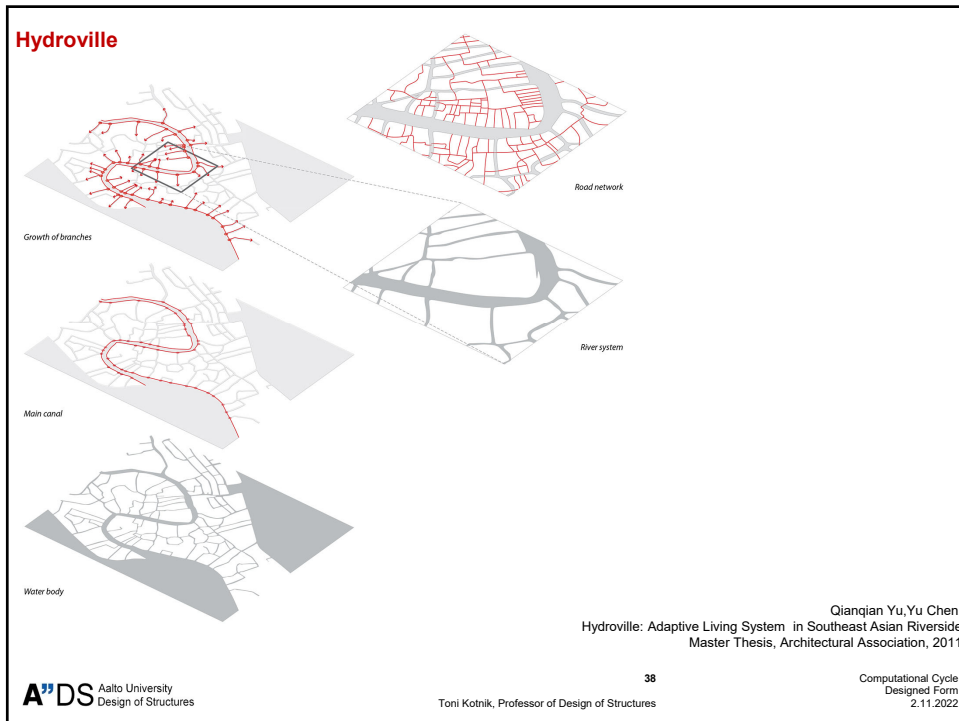 Hydroville
Growth of branches
Road network
River system
Main canal
Water body
Qianqian Yu,Yu Chen
Hydroville: Adaptive Living System in Southeast Asian Riverside
Master Thesis, Architectural Association, 2011
A”DS Aalto University
Design of Structures
38
Toni Kotnik, Professor of Design of Structures
Computational Cycle
Designed Form
2.11.2022